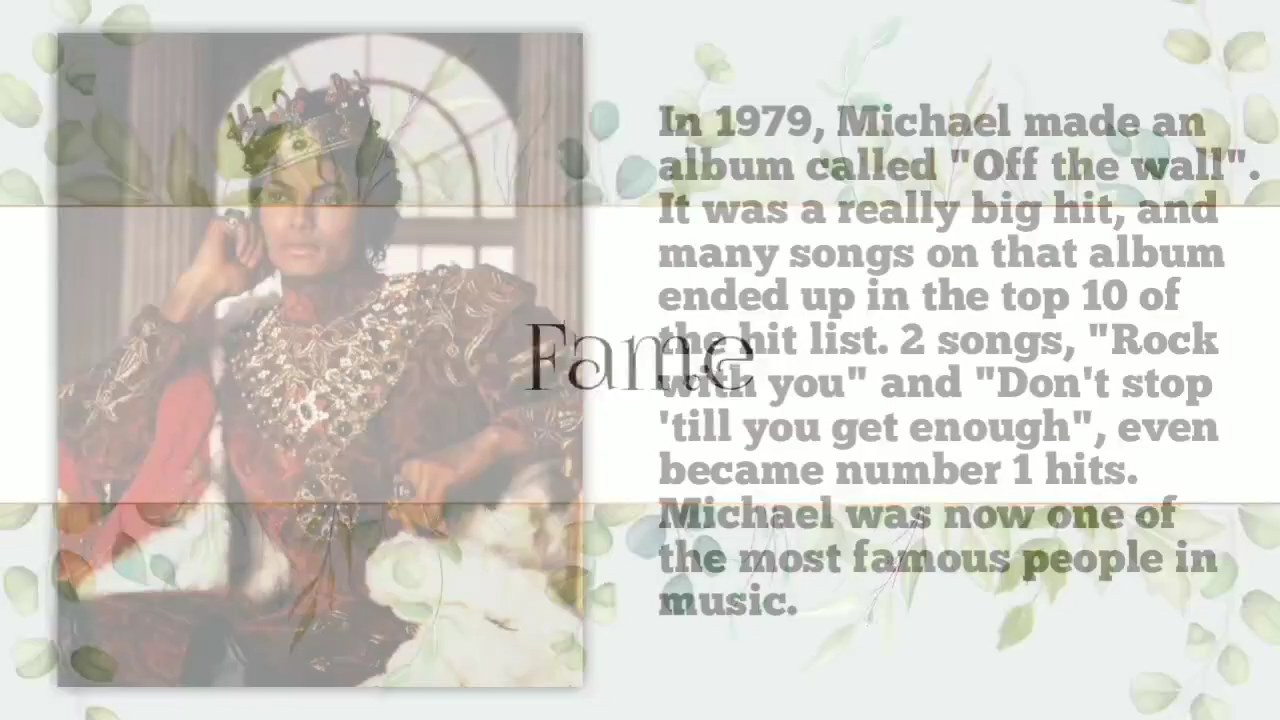 In 1979, Michael made an
album called "Off the wall".
It was a really big hit, and
many songs on that album
ended up in the top 10 of
the hit list. 2 songs, "Rock
with you" and "Don't stop
'till you get enough", even
became number 1 hits.
Michael was now one of
the most famous people in
music.
Fame